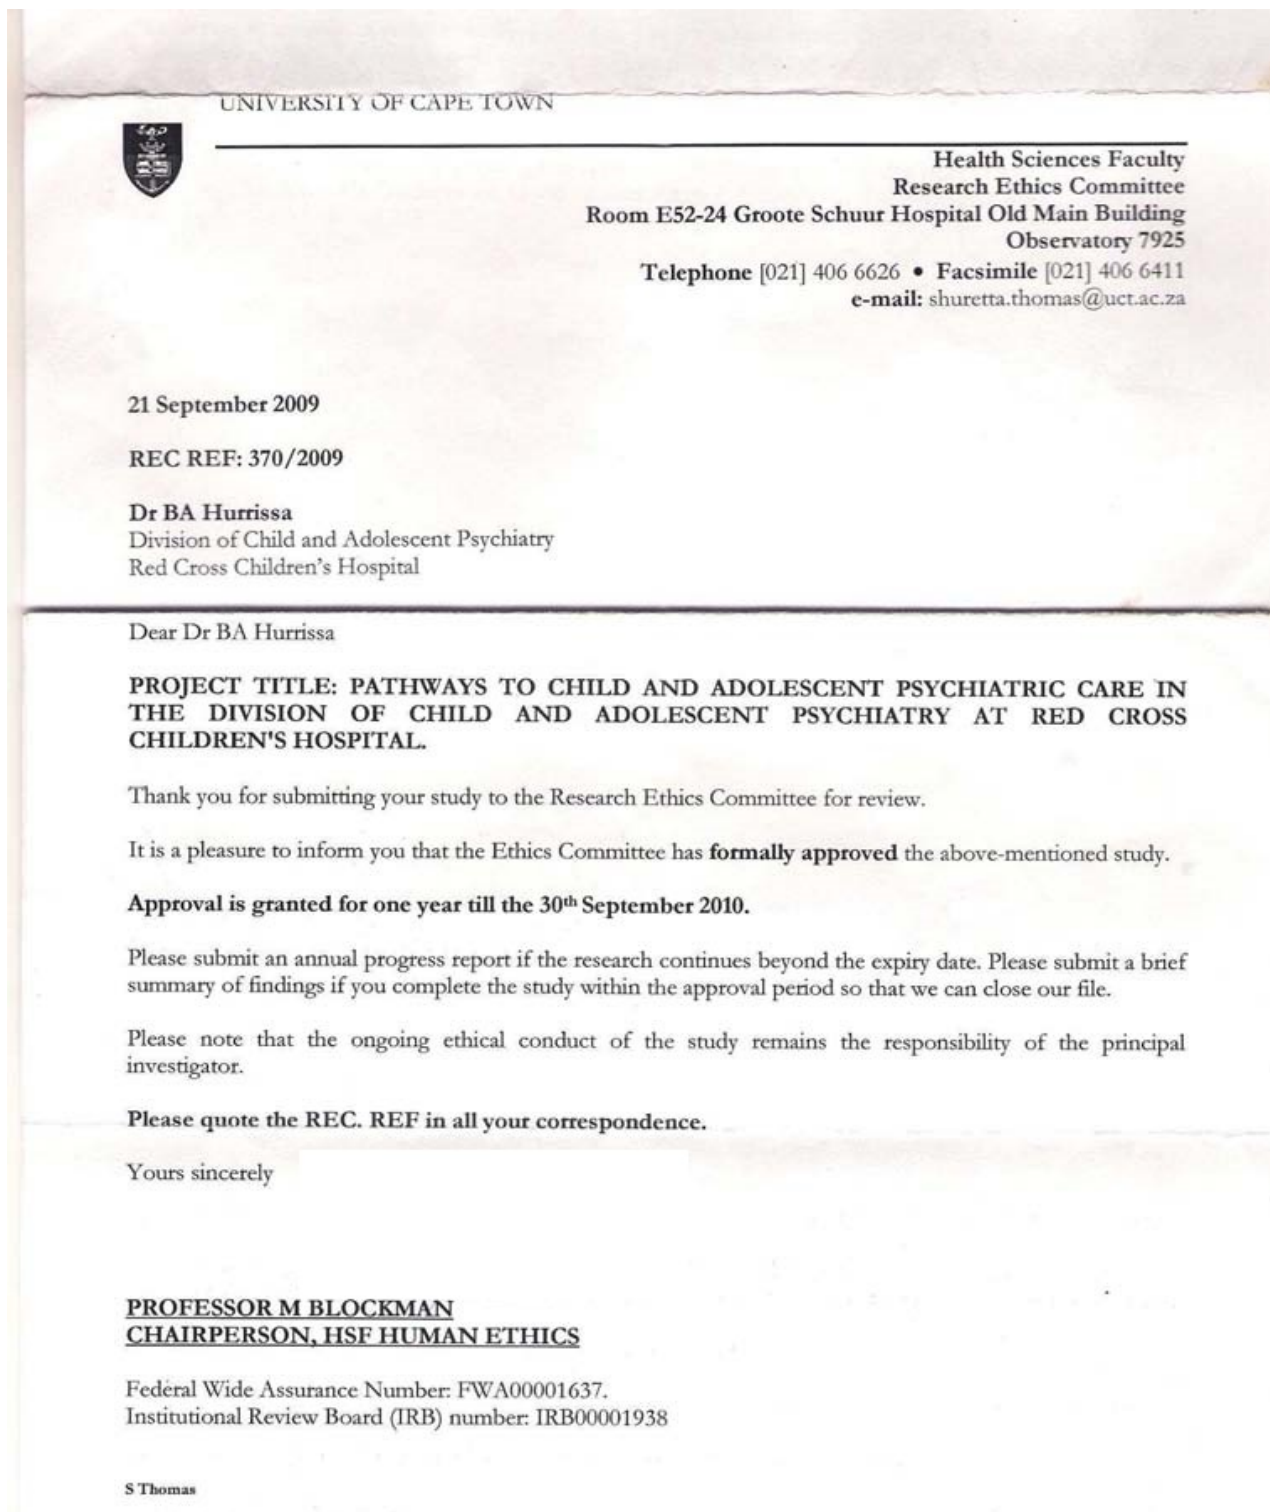 UNIVERSITY OF CAPE TOWN
Health Sciences Faculty
Research Ethics Committee
Room E52-24 Groote Schuur Hospital Old Main Building
Observatory 7925
Telephone [021] 406 6626 • Facsimile [021] 406 6411
e-mail: shuretta.thomas@uct.ac.za
21 September 2009
REC REF: 370/2009
Dr BA Hurrissa
Division of Child and Adolescent Psychiatry
Red Cross Children's Hospital
Dear Dr BA Hurrissa
PROJECT TITLE: PATHWAYS TO CHILD AND ADOLESCENT PSYCHIATRIC CARE IN
THE DIVISION OF CHILD AND ADOLESCENT PSYCHIATRY AT RED CROSS
CHILDREN'S HOSPITAL.
Thank you for submitting your study to the Research Ethics Committee for review.
It is a pleasure to inform you that the Ethics Committee has formally approved the above-mentioned study.
Approval is granted for one year till the 30th September 2010.
Please submit an annual progress report if the research continues beyond the expiry date. Please submit a brief
summary of findings if you complete the study within the approval period so that we can close our file.
Please note that the ongoing ethical conduct of the study remains the responsibility of the principal
investigator.
Please quote the REC. REF in all your correspondence.
Yours sincerely
PROFESSOR M BLOCKMAN
CHAIRPERSON, HSF HUMAN ETHICS
Federal Wide Assurance Number: FWA00001637.
Institutional Review Board (IRB) number: IRB00001938
S Thomas